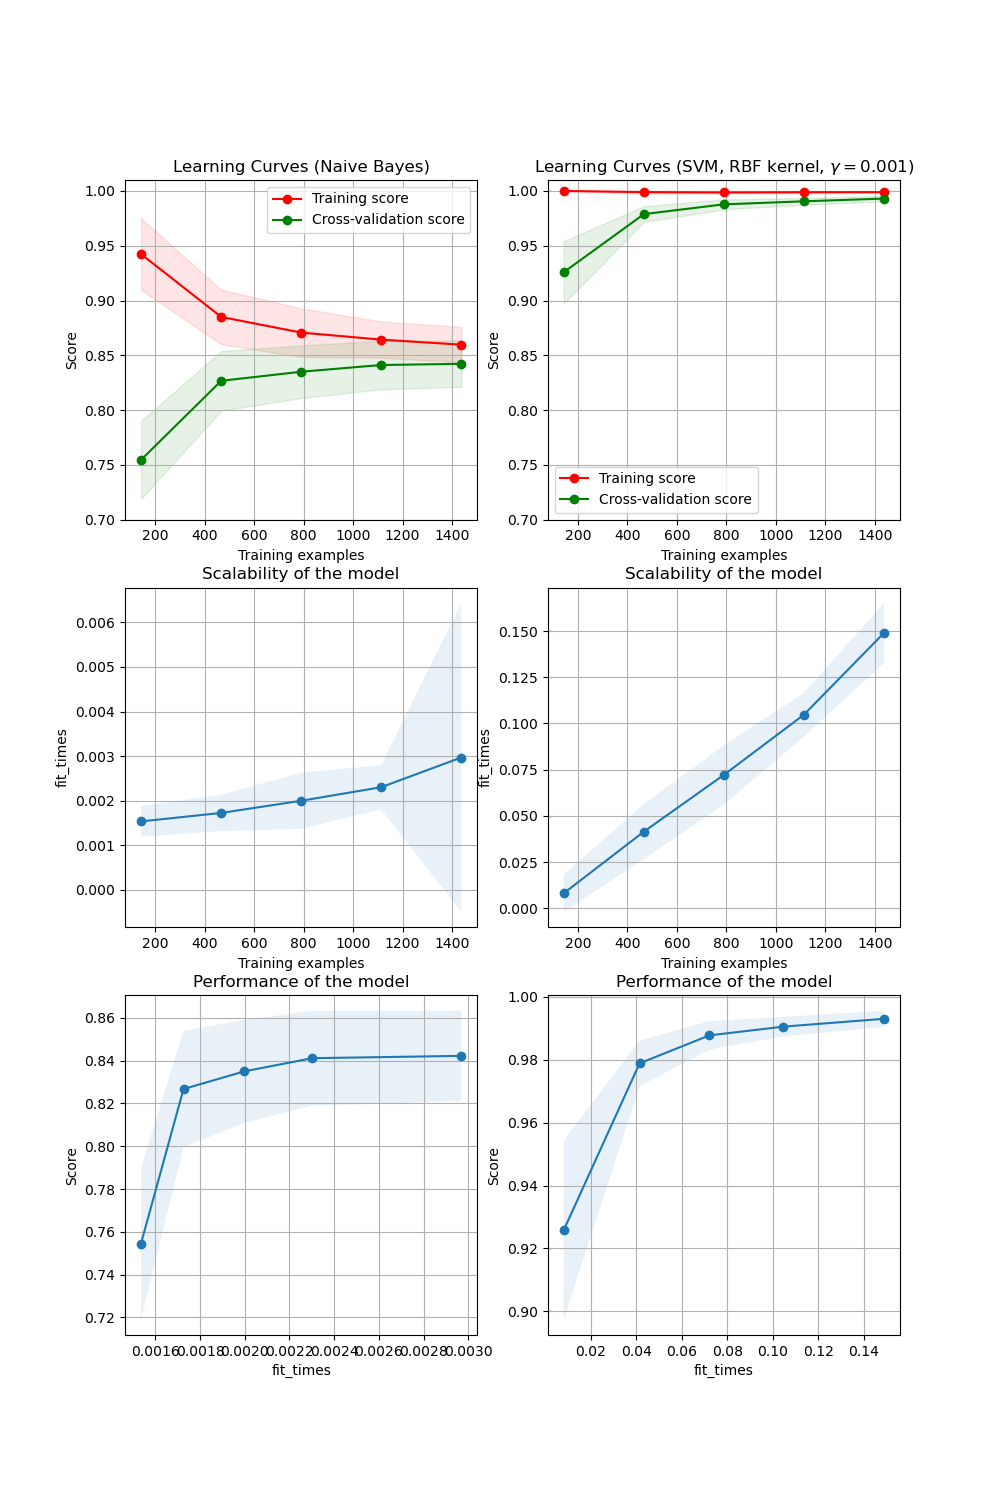 Learning Curves (Naive Bayes)
Learning Curves (SVM, RBF kernel, γ = 0.001)
1.00
0.95
0.90
0.85
0.80
0.75
0.70
Score
Training score
Cross-validation score
200 400 600 800 1000 1200 1400
Training examples
1.00
0.95
0.90
0.85
0.80
0.75
0.70
Score
Training score
Cross-validation score
200 400 600 800 1000 1200 1400
Training examples
Scalability of the model
0.006
0.005
0.004
0.003
0.002
0.001
0.000
fit_times
200 400 600 800 1000 1200 1400
Training examples
Scalability of the model
0.150
0.125
0.100
0.075
0.050
0.025
0.000
fit_times
200 400 600 800 1000 1200 1400
Training examples
Performance of the model
0.86
0.84
0.82
0.80
0.78
0.76
0.74
0.72
Score
0.0016 0.0018 0.0020 0.0022 0.0024 0.0026 0.0028 0.0030
fit_times
Performance of the model
1.00
0.98
0.96
0.94
0.92
0.90
Score
0.02 0.04 0.06 0.08 0.10 0.12 0.14
fit_times